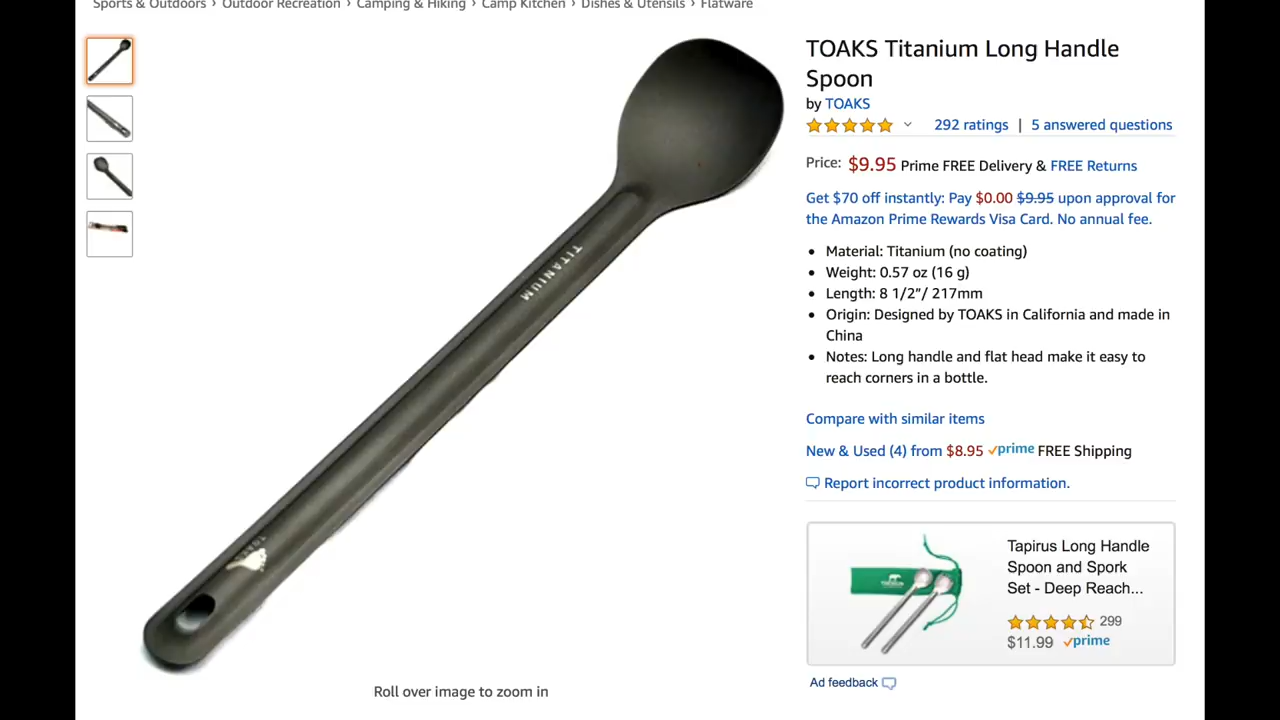 Sports & Outdoors › Outdoor Recreation › Camping & Hiking › Camp Kitchen › Dishes & Utensils › Flatware
TOAKS Titanium Long Handle
Spoon
by TOAKS
292 ratings | 5 answered questions
Price: $9.95 Prime FREE Delivery & FREE Returns
Get $70 off instantly: Pay $0.00 $9.95 upon approval for
the Amazon Prime Rewards Visa Card. No annual fee.
• Material: Titanium (no coating)
• Weight: 0.57 oz (16 g)
• Length: 8 1/2”/ 217mm
• Origin: Designed by TOAKS in California and made in
China
• Notes: Long handle and flat head make it easy to
reach corners in a bottle.
Compare with similar items
New & Used (4) from $8.95 prime FREE Shipping
Report incorrect product information.
Tapirus Long Handle
Spoon and Spork
Set - Deep Reach...
299
$11.99 prime
Ad feedback
TITANIUM
TOAKS
Roll over image to zoom in